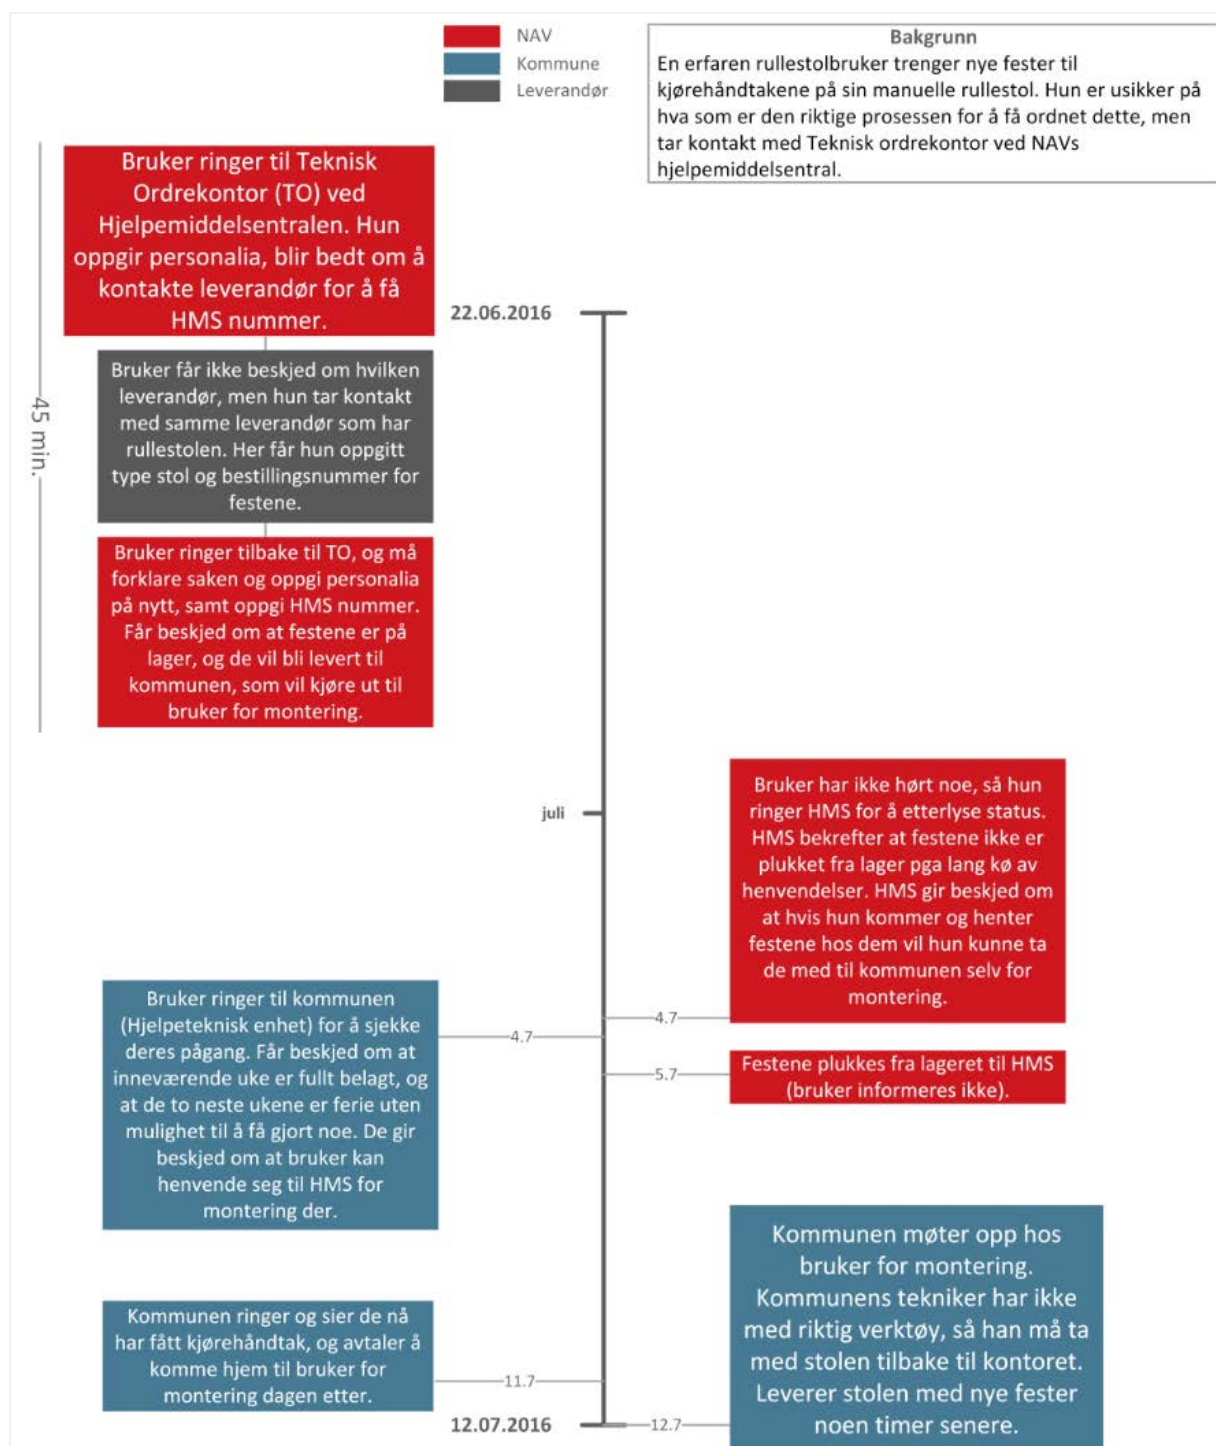 NAV
Kommune
Leverandør
Bakgrunn
En erfaren rullestolbruker trenger nye fester til
kjørehåndtakene på sin manuelle rullestol. Hun er usikker på
hva som er den riktige prosessen for å få ordnet dette, men
tar kontakt med Teknisk ordrekontor ved NAVs
hjelpemiddelsentral.
Bruker ringer til Teknisk
Ordrekontor (TO) ved
Hjelpemiddelsentralen. Hun
oppgir personalia, blir bedt om å
kontakte leverandør for å få
HMS nummer.
22.06.2016
45 min.
Bruker får ikke beskjed om hvilken
leverandør, men hun tar kontakt
med samme leverandør som har
rullestolen. Her får hun oppgitt
type stol og bestillingsnummer for
festene.
Bruker ringer tilbake til TO, og må
forklare saken og oppgi personalia
på nytt, samt oppgi HMS nummer.
Får beskjed om at festene er på
lager, og de vil bli levert til
kommunen, som vil kjøre ut til
bruker for montering.
juli
Bruker har ikke hørt noe, så hun
ringer HMS for å etterlyse status.
HMS bekrefter at festene ikke er
plukket fra lager pga lang kø av
henvendelser. HMS gir beskjed om
at hvis hun kommer og henter
festene hos dem vil hun kunne ta
de med til kommunen selv for
montering.
4.7
Bruker ringer til kommunen
(Hjelpeteknisk enhet) for å sjekke
deres pågang. Får beskjed om at
inneværende uke er fullt belagt, og
at de to neste ukene er ferie uten
mulighet til å få gjort noe. De gir
beskjed om at bruker kan
henvende seg til HMS for
montering der.
4.7
5.7
Festene plukkes fra lageret til HMS
(bruker informeres ikke).
Kommunen ringer og sier de nå
har fått kjørehåndtak, og avtaler å
komme hjem til bruker for
montering dagen etter.
11.7
Kommunen møter opp hos
bruker for montering.
Kommunens tekniker har ikke
med riktig verktøy, så han må ta
med stolen tilbake til kontoret.
Leverer stolen med nye fester
noen timer senere.
12.07.2016
12.7